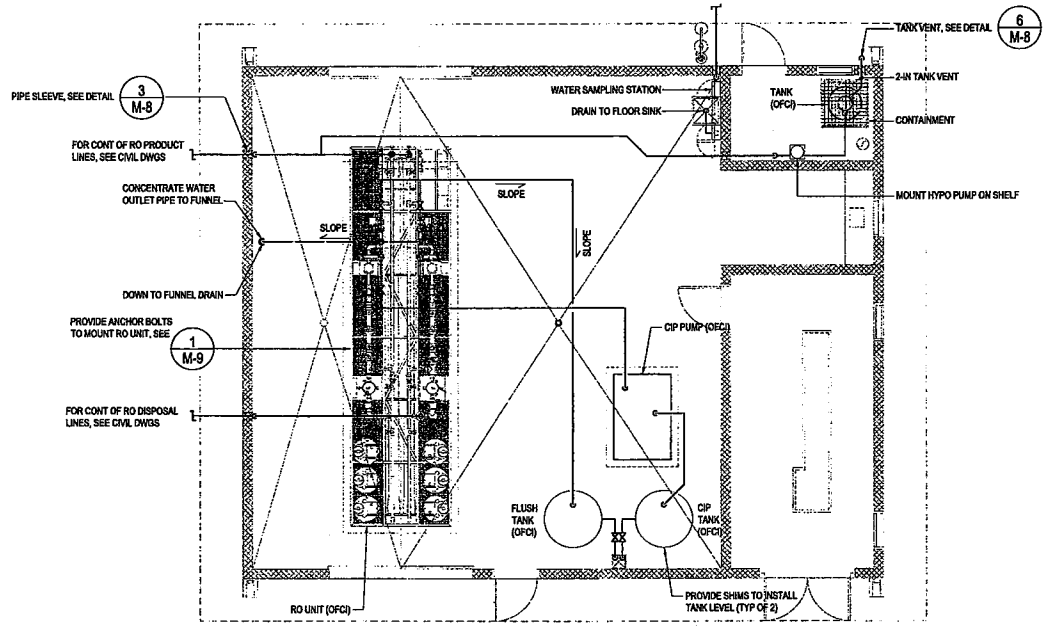 6
M-8
TANK VENT, SEE DETAIL
2-IN TANK VENT
WATER SAMPLING STATION
TANK
(OFCI)
DRAIN TO FLOOR SINK
CONTAINMENT
3
M-8
PIPE SLEEVE, SEE DETAIL
FOR CONT OF RO PRODUCT
LINES, SEE CIVIL DWGS
CONCENTRATE WATER
OUTLET PIPE TO FUNNEL
SLOPE
SLOPE
SLOPE
MOUNT HYPO PUMP ON SHELF
DOWN TO FUNNEL DRAIN
PROVIDE ANCHOR BOLTS
TO MOUNT RO UNIT, SEE
1
M-9
CIP PUMP (OFCI)
FOR CONT OF RO DISPOSAL
LINES, SEE CIVIL DWGS
FLUSH
TANK
(OFCI)
CIP
TANK
(OFCI)
PROVIDE SHIMS TO INSTALL
TANK LEVEL (TYP OF 2)
RO UNIT (OFCI)